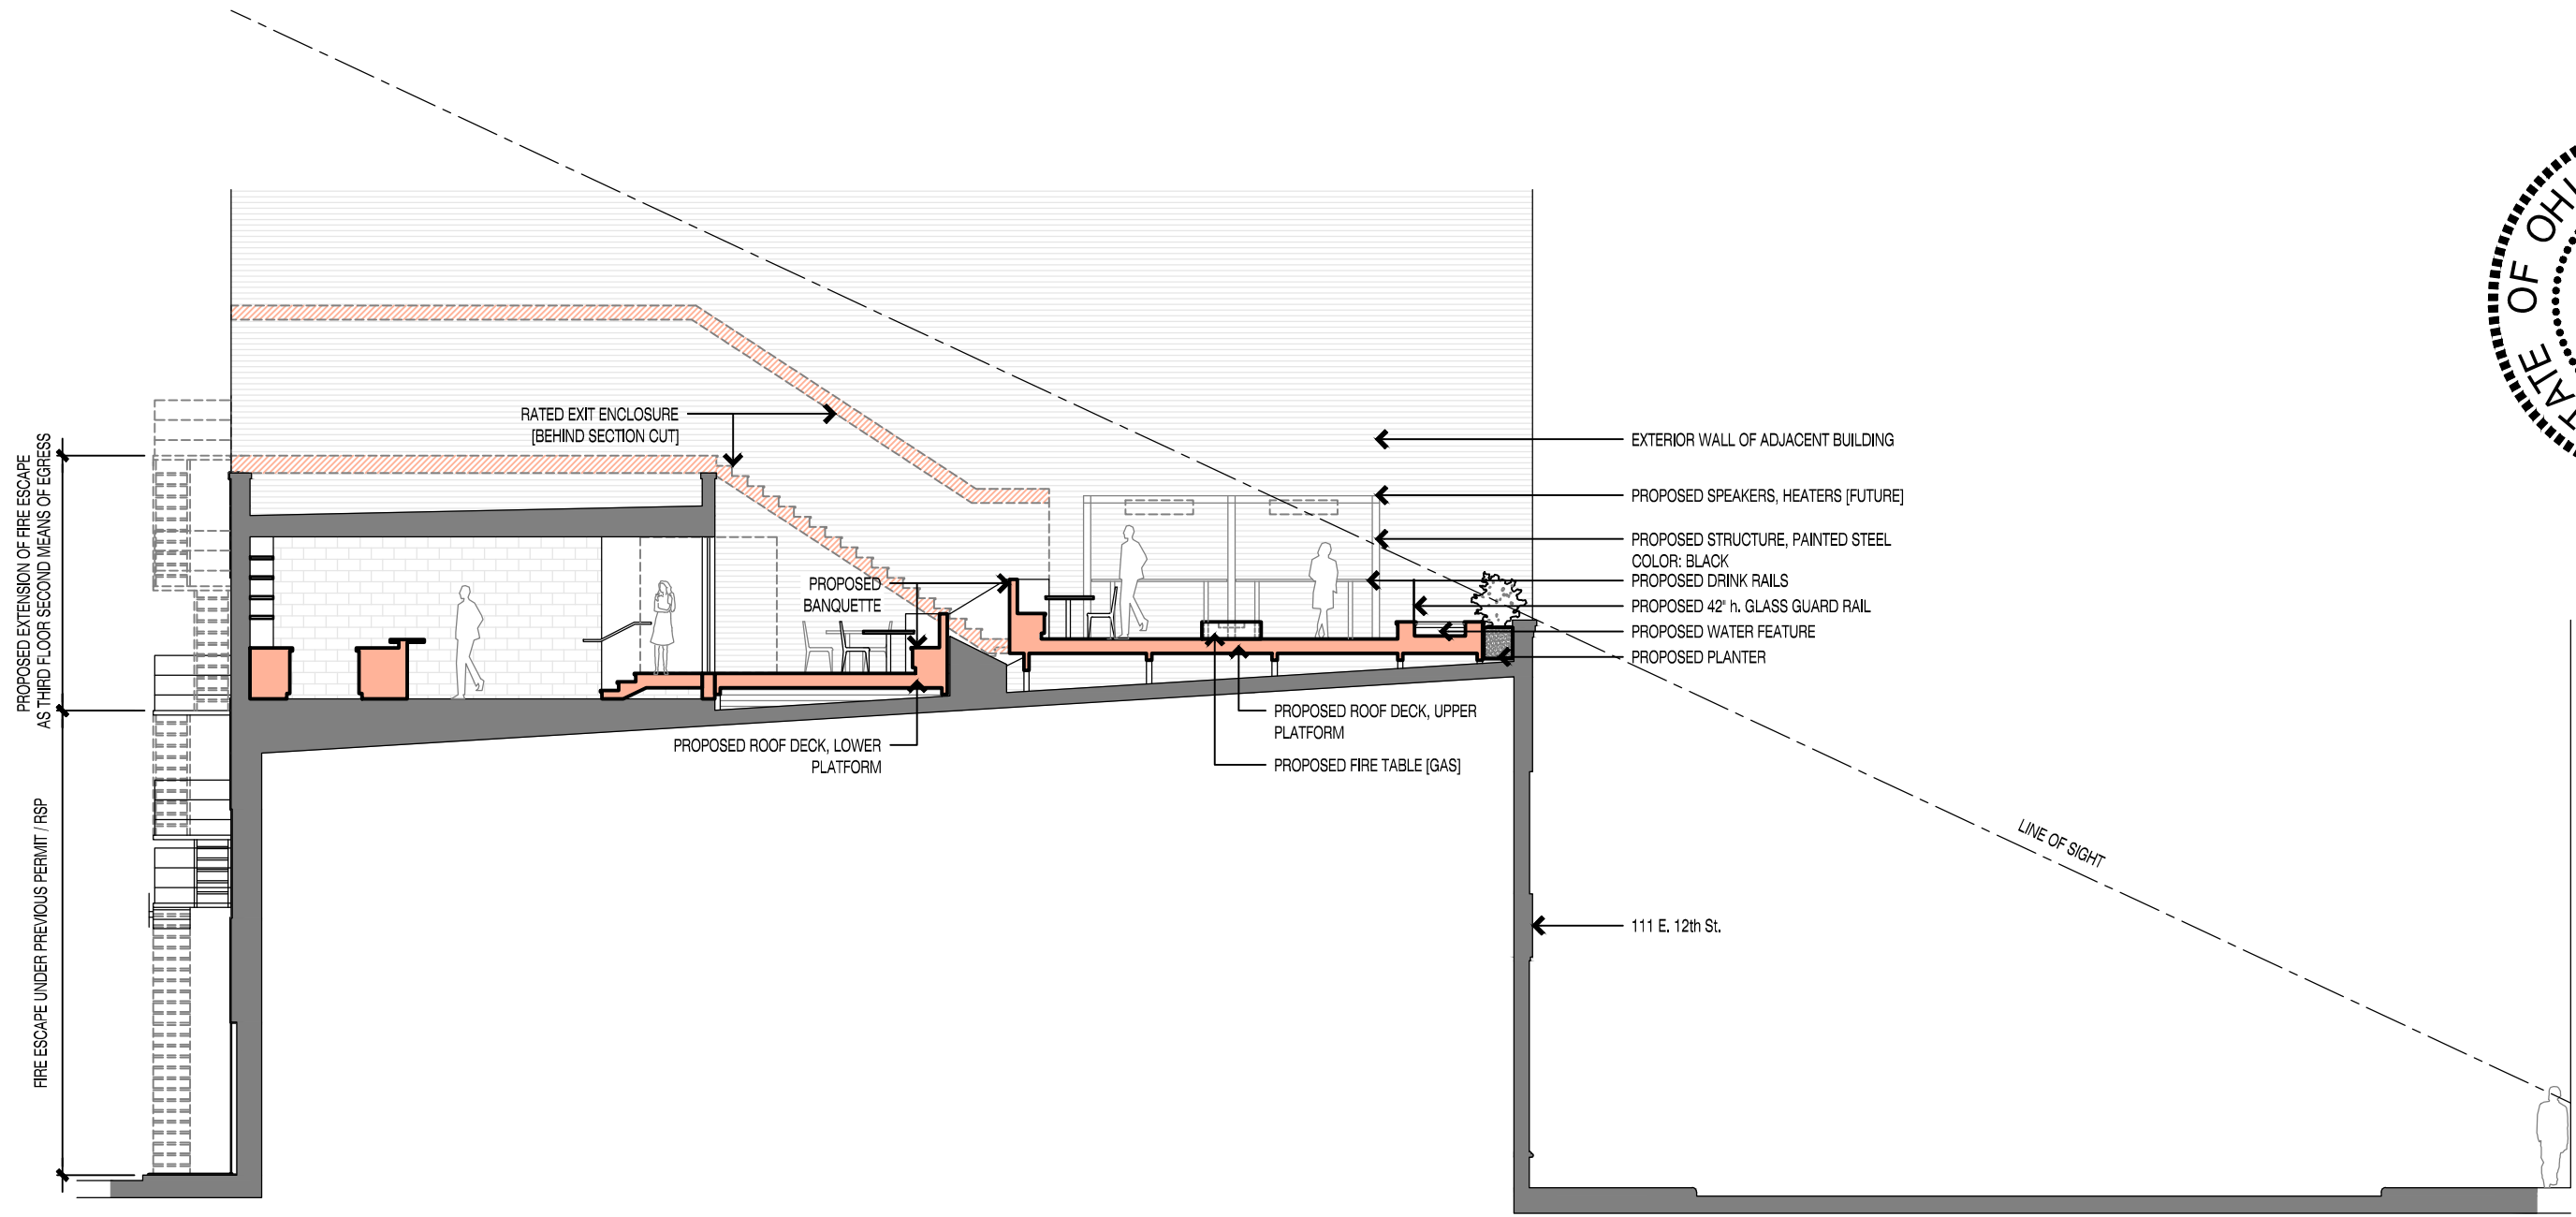 PROPOSED EXTENSION OF FIRE ESCAPE
AS THIRD FLOOR SECOND MEANS OF EGRESS
FIRE ESCAPE UNDER PREVIOUS PERMIT / RSP
RATED EXIT ENCLOSURE
[BEHIND SECTION CUT]
PROPOSED
BANQUETTE
PROPOSED ROOF DECK, LOWER
PLATFORM
PROPOSED ROOF DECK, UPPER
PLATFORM
PROPOSED FIRE TABLE [GAS]
EXTERIOR WALL OF ADJACENT BUILDING
PROPOSED SPEAKERS, HEATERS [FUTURE]
PROPOSED STRUCTURE, PAINTED STEEL
COLOR: BLACK
PROPOSED DRINK RAILS
PROPOSED 42" h. GLASS GUARD RAIL
PROPOSED WATER FEATURE
PROPOSED PLANTER
111 E. 12th St.
LINE OF SIGHT
TATE OF OHI